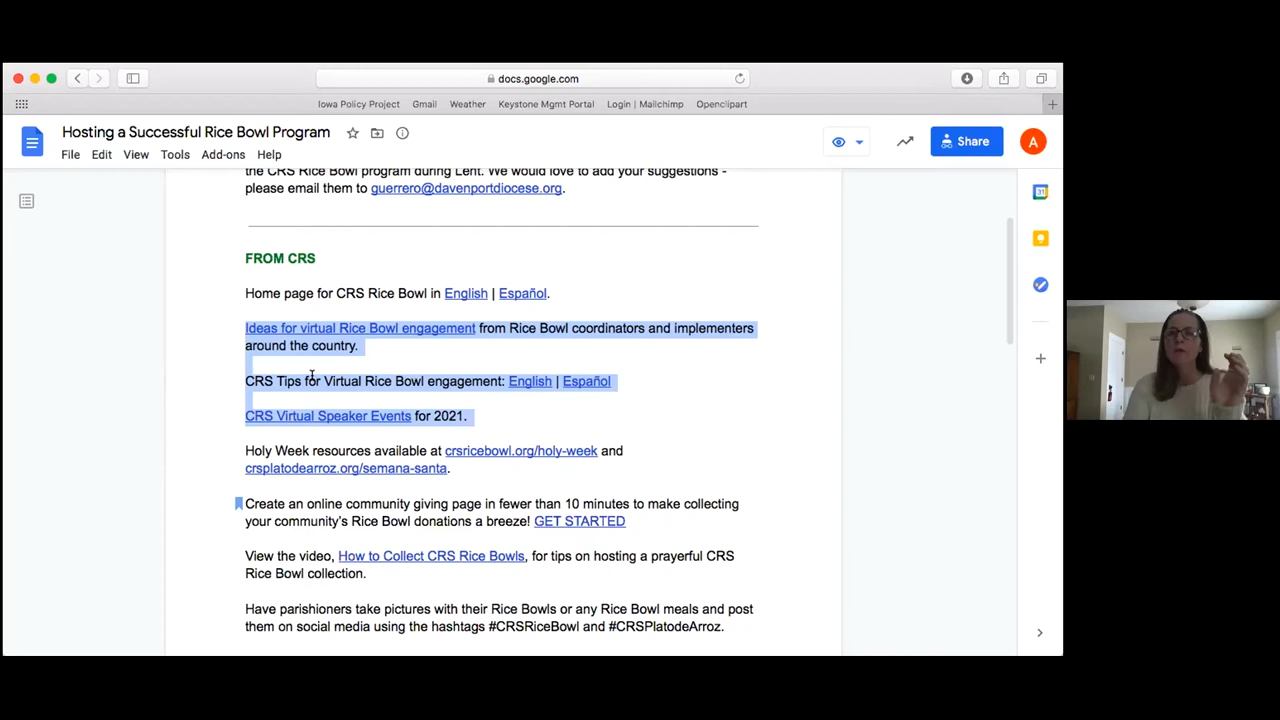 docs.google.com
Iowa Policy Project Gmail Weather Keystone Mgmt Portal Login | Mailchimp Openclipart
Hosting a Successful Rice Bowl Program
File Edit View Tools Add-ons Help
Share
A
31
the CRS Rice Bowl program during Lent. We would love to add your suggestions -
please email them to guerrero@davenportdiocese.org.
FROM CRS
Home page for CRS Rice Bowl in English | Español.
Ideas for virtual Rice Bowl engagement from Rice Bowl coordinators and implementers
around the country.
CRS Tips for Virtual Rice Bowl engagement: English | Español
CRS Virtual Speaker Events for 2021.
Holy Week resources available at crsricebowl.org/holy-week and
crsplatodearroz.org/semana-santa.
Create an online community giving page in fewer than 10 minutes to make collecting
your community's Rice Bowl donations a breeze! GET STARTED
View the video, How to Collect CRS Rice Bowls, for tips on hosting a prayerful CRS
Rice Bowl collection.
Have parishioners take pictures with their Rice Bowls or any Rice Bowl meals and post
them on social media using the hashtags #CRSRiceBowl and #CRSPlatodeArroz.